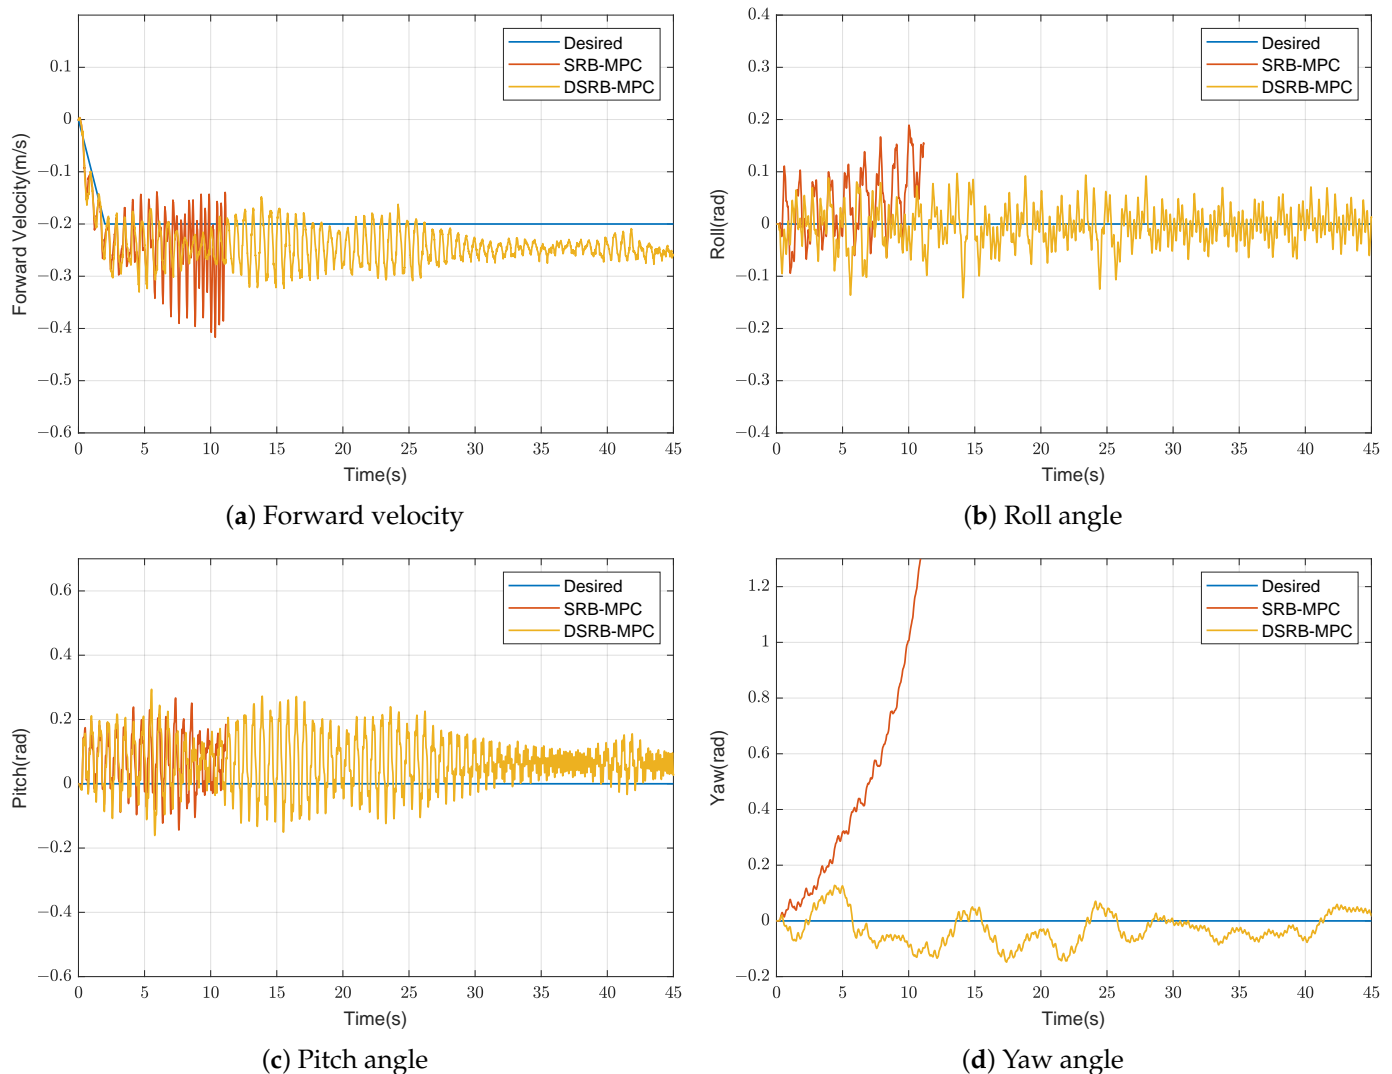 Desired
SRB-MPC
DSRB-MPC
0.1
0
−0.1
−0.2
−0.3
−0.4
−0.5
−0.6
Forward Velocity(m/s)
0 5 10 15 20 25 30 35 40 45
Time(s)
(a) Forward velocity
Desired
SRB-MPC
DSRB-MPC
0.4
0.3
0.2
0.1
0
−0.1
−0.2
−0.3
−0.4
Roll(rad)
0 5 10 15 20 25 30 35 40 45
Time(s)
(b) Roll angle
Desired
SRB-MPC
DSRB-MPC
0.6
0.4
0.2
0
−0.2
−0.4
−0.6
Pitch(rad)
0 5 10 15 20 25 30 35 40 45
Time(s)
(c) Pitch angle
Desired
SRB-MPC
DSRB-MPC
1.2
1
0.8
0.6
0.4
0.2
0
−0.2
Yaw(rad)
0 5 10 15 20 25 30 35 40 45
Time(s)
(d) Yaw angle